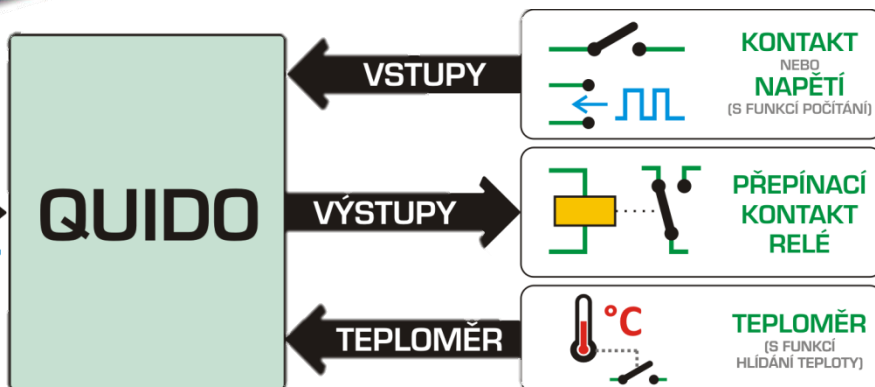 QUIDO
VSTUPY
KONTAKT
NEBO
NAPĚTÍ
(S FUNKCÍ POČÍTÁNÍ)
VÝSTUPY
PŘEPÍNACÍ
KONTAKT
RELÉ
TEPLOMĚR
°C
TEPLOMĚR
(S FUNKCÍ
HLÍDÁNÍ TEPLOTY)